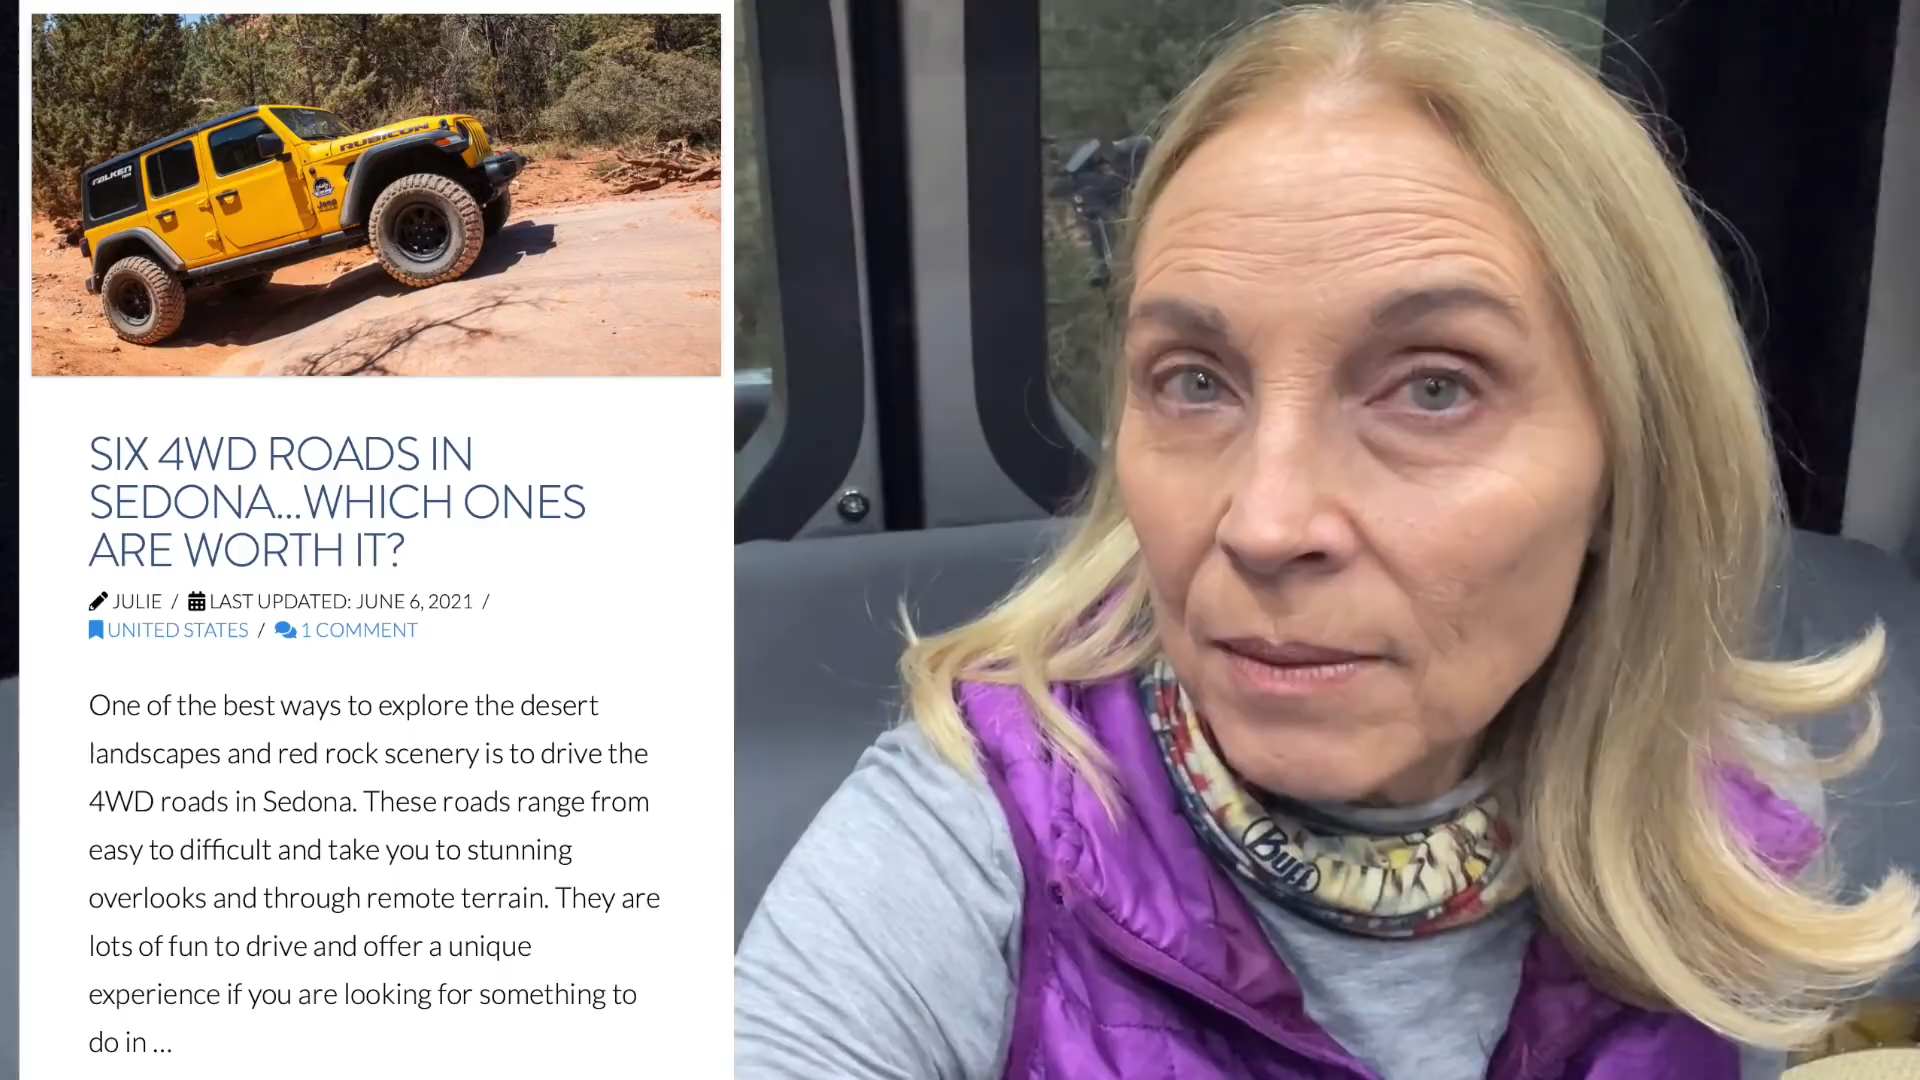 RUBICON
FALKEN
Jeep
SIX 4WD ROADS IN
SEDONA...WHICH ONES
ARE WORTH IT?
JULIE / LAST UPDATED: JUNE 6, 2021 /
UNITED STATES / 1 COMMENT
One of the best ways to explore the desert
landscapes and red rock scenery is to drive the
4WD roads in Sedona. These roads range from
easy to difficult and take you to stunning
overlooks and through remote terrain. They are
lots of fun to drive and offer a unique
experience if you are looking for something to
do in ...
Buff